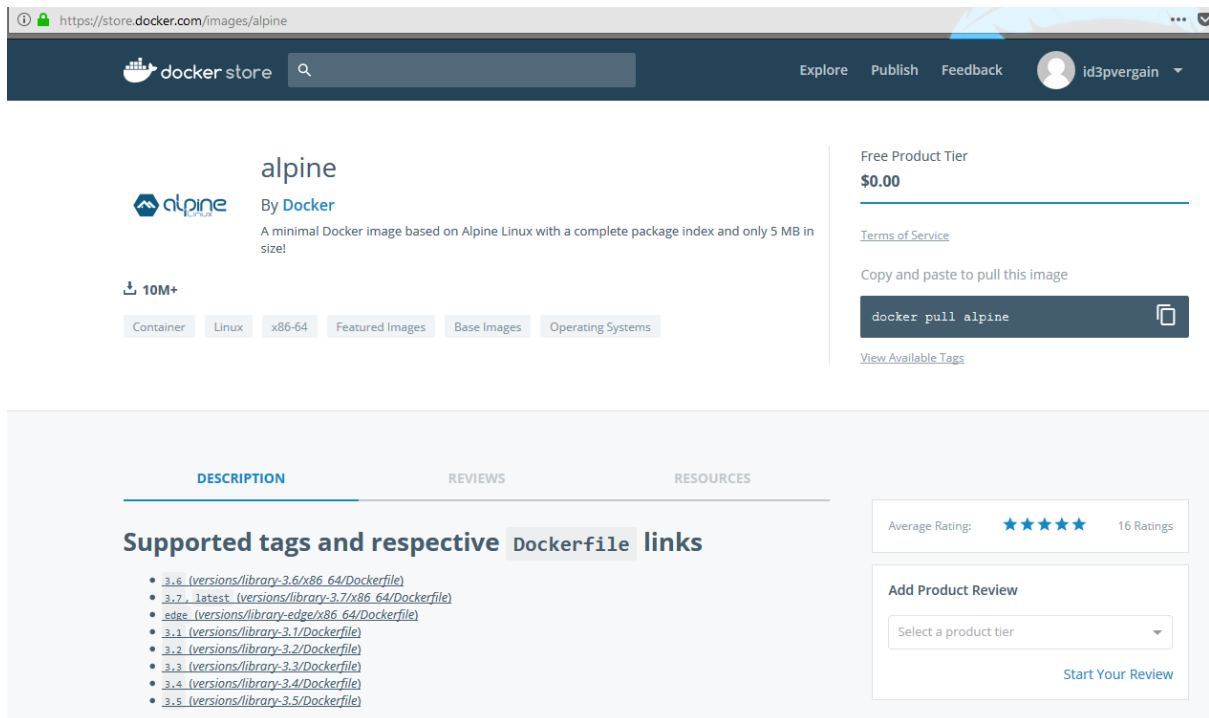 https://store.docker.com/images/alpine
docker store
Explore Publish Feedback id3pvergain
alpine
alpine
Linux
By Docker
A minimal Docker image based on Alpine Linux with a complete package index and only 5 MB in
size!
10M+
Container Linux x86-64 Featured Images Base Images Operating Systems
Free Product Tier
$0.00
Terms of Service
Copy and paste to pull this image
docker pull alpine
View Available Tags
DESCRIPTION REVIEWS RESOURCES
Supported tags and respective Dockerfile links
3.6 (versions/library-3.6/x86_64/Dockerfile)
3.7, latest (versions/library-3.7/x86_64/Dockerfile)
edge (versions/library-edge/x86_64/Dockerfile)
3.1 (versions/library-3.1/Dockerfile)
3.2 (versions/library-3.2/Dockerfile)
3.3 (versions/library-3.3/Dockerfile)
3.4 (versions/library-3.4/Dockerfile)
3.5 (versions/library-3.5/Dockerfile)
Average Rating: 16 Ratings
Add Product Review
Select a product tier
Start Your Review